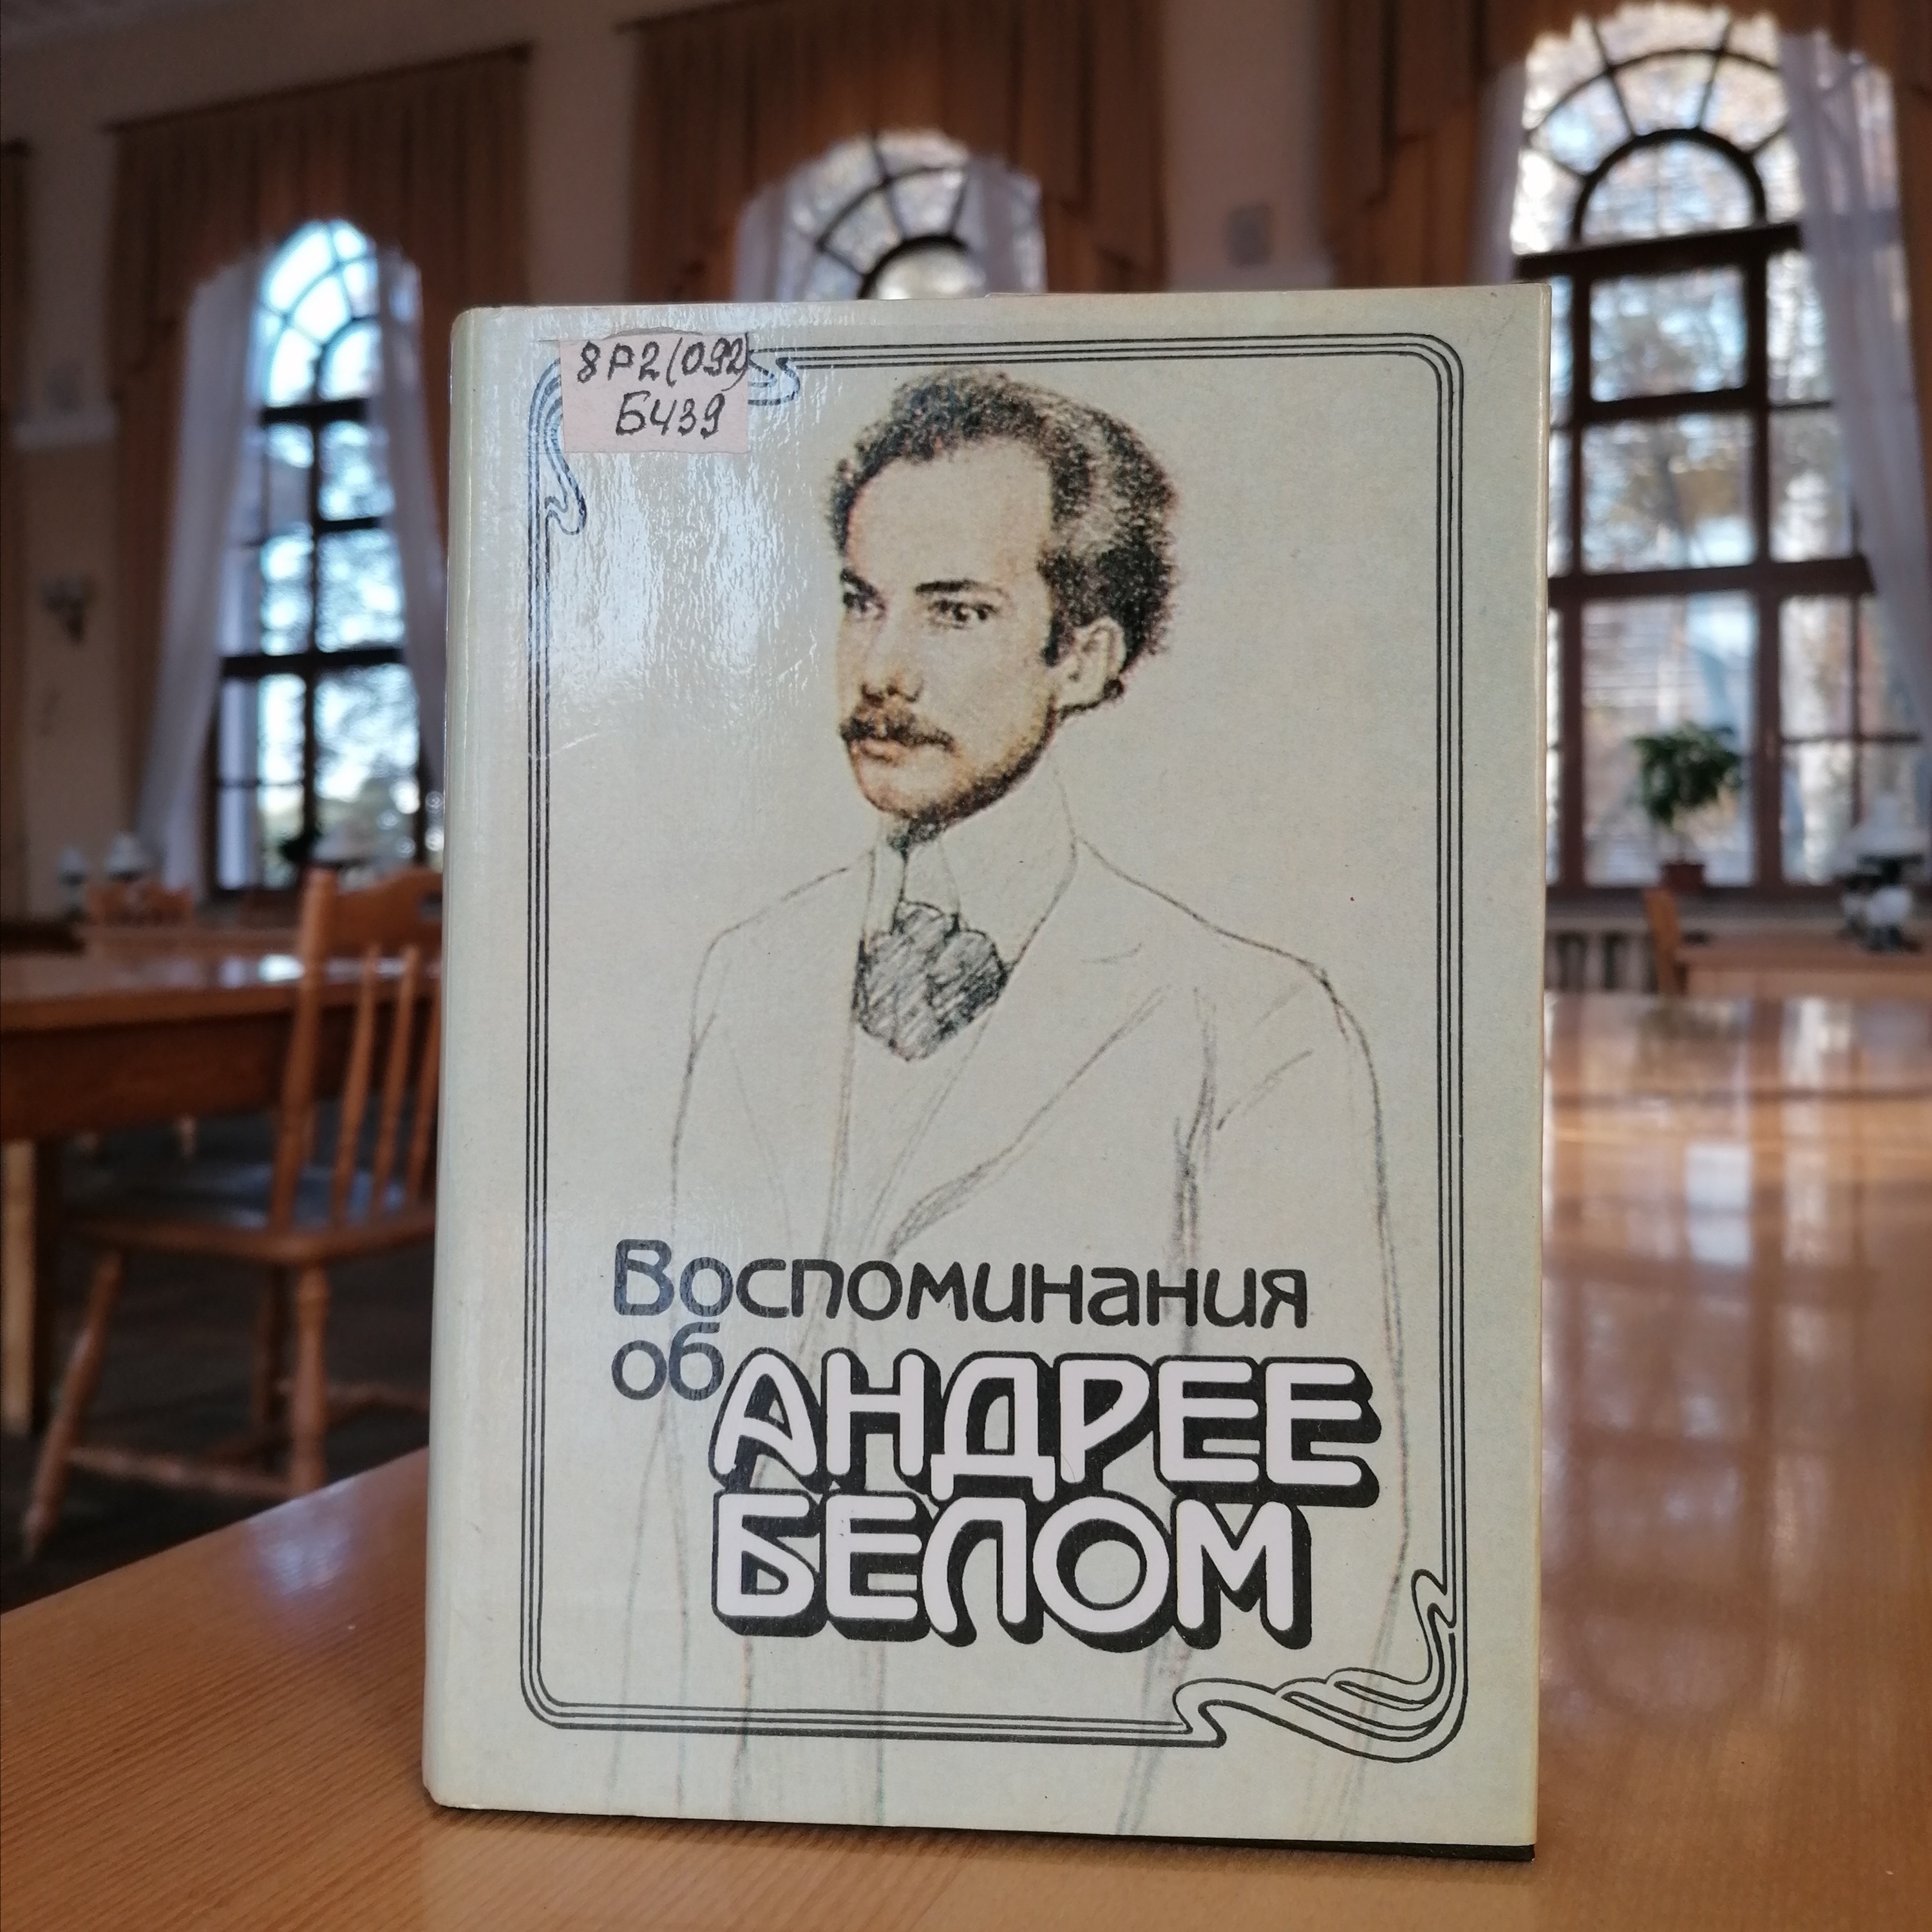 8Р2(092)
Б439
Воспоминания
об АНДРЕЕ
БЕЛОМ